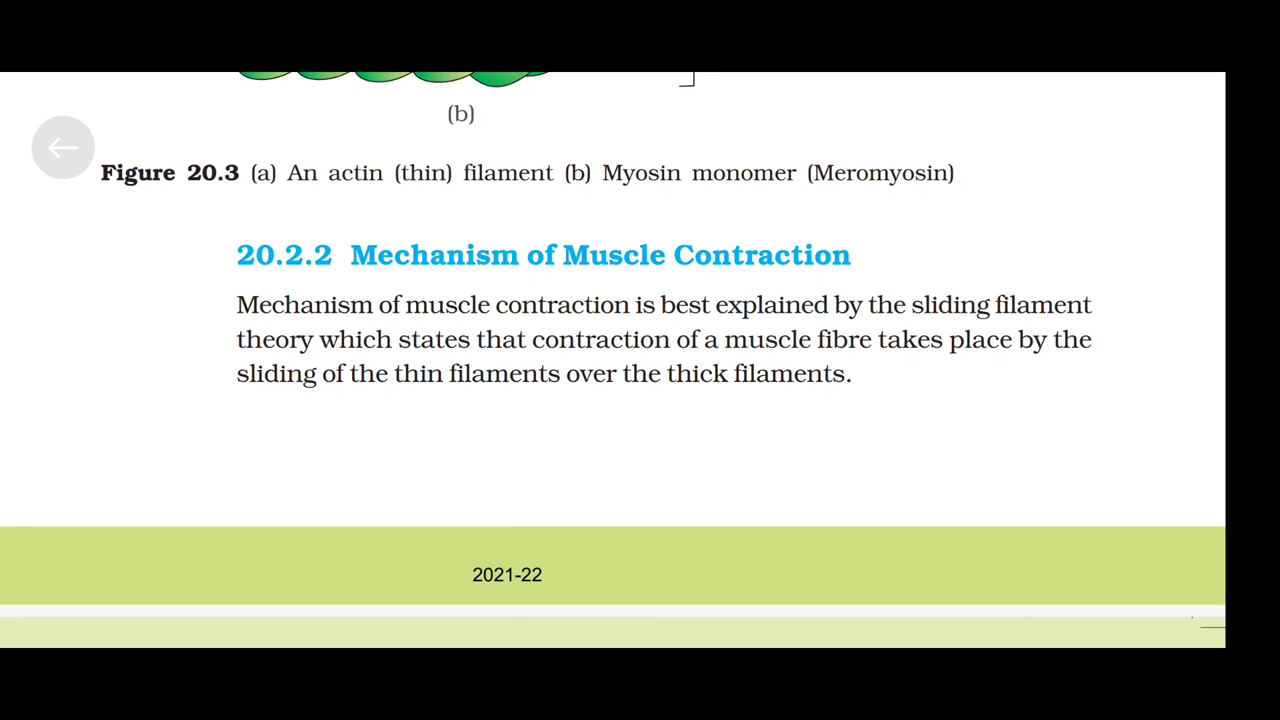 (b)
Figure 20.3 (a) An actin (thin) filament (b) Myosin monomer (Meromyosin)
20.2.2 Mechanism of Muscle Contraction
Mechanism of muscle contraction is best explained by the sliding filament
theory which states that contraction of a muscle fibre takes place by the
sliding of the thin filaments over the thick filaments.
2021-22